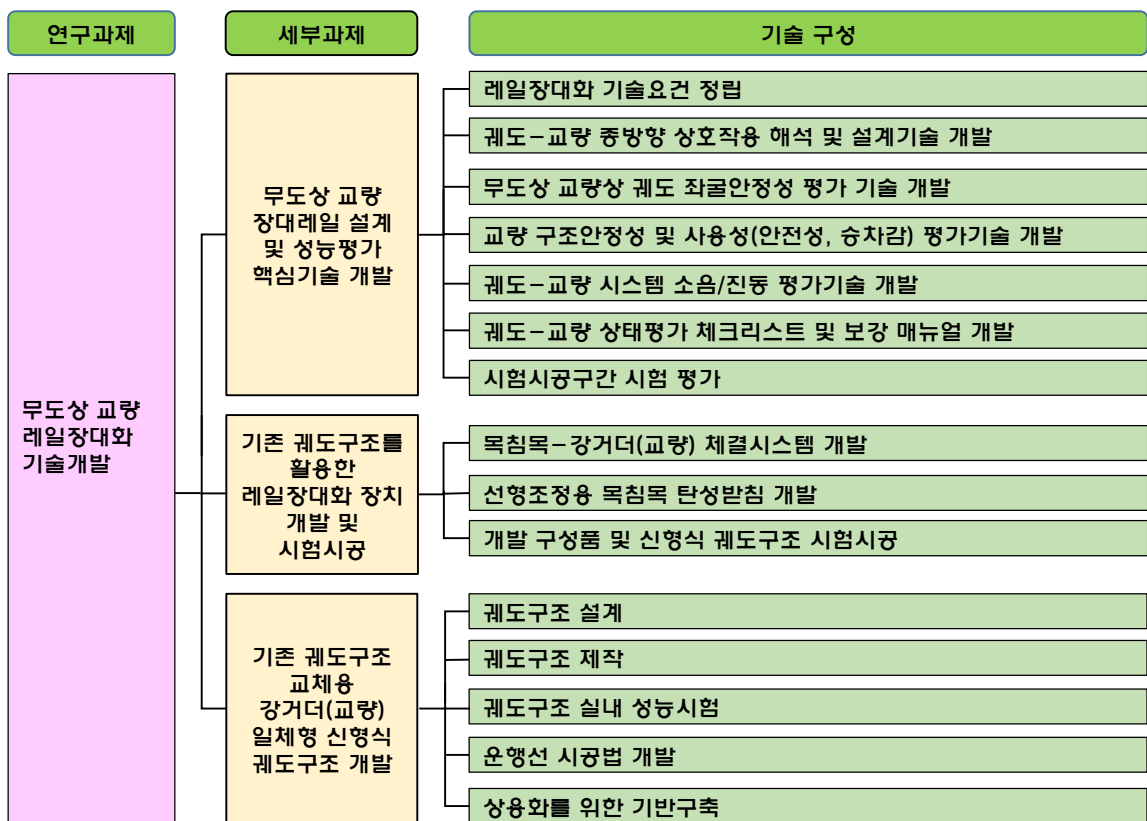 연구과제
세부과제
기술 구성
무도상 교량
레일장대화
기술개발
무도상 교량
장대레일 설계
및 성능평가
핵심기술 개발
레일장대화 기술요건 정립
궤도-교량 종방향 상호작용 해석 및 설계기술 개발
무도상 교량상 궤도 좌굴안정성 평가 기술 개발
교량 구조안정성 및 사용성(안전성, 승차감) 평가기술 개발
궤도-교량 시스템 소음/진동 평가기술 개발
궤도-교량 상태평가 체크리스트 및 보강 매뉴얼 개발
시험시공구간 시험 평가
기존 궤도구조를
활용한
레일장대화 장치
개발 및
시험시공
목침목-강거더(교량) 체결시스템 개발
선형조정용 목침목 탄성받침 개발
개발 구성품 및 신형식 궤도구조 시험시공
기존 궤도구조
교체용
강거더(교량)
일체형 신형식
궤도구조 개발
궤도구조 설계
궤도구조 제작
궤도구조 실내 성능시험
운행선 시공법 개발
상용화를 위한 기반구축